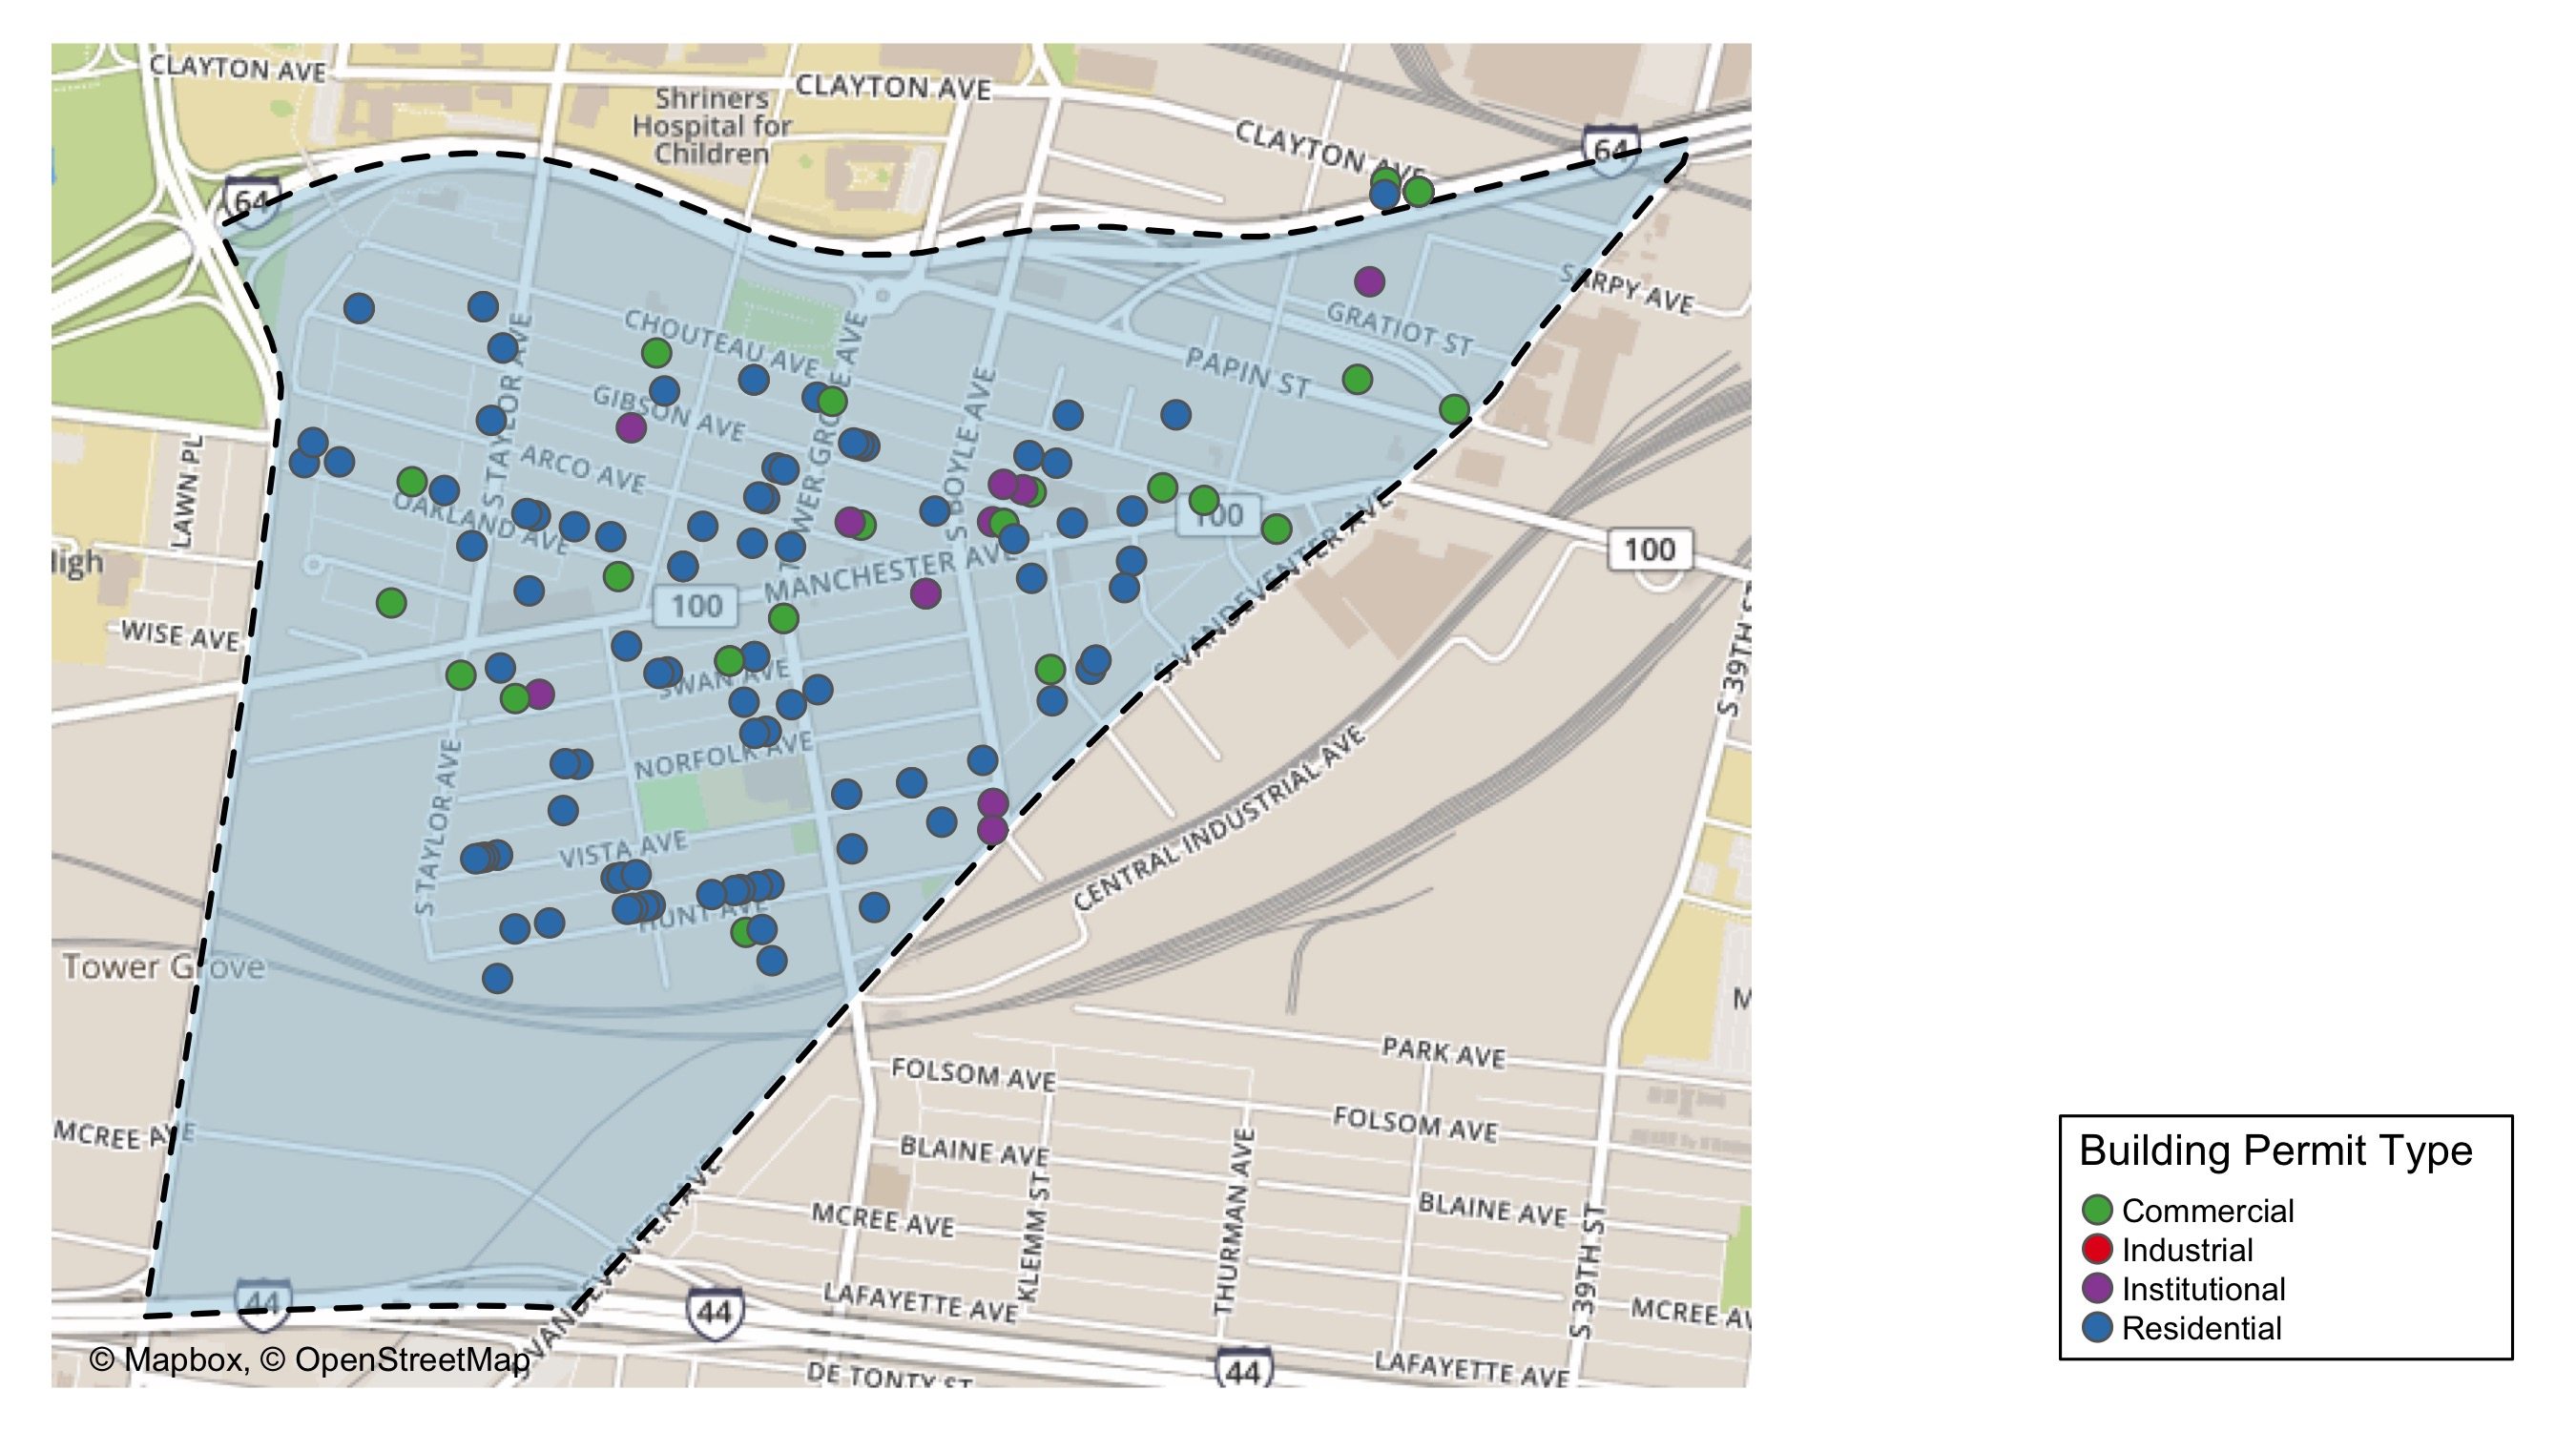 CLAYTON AVE
CLAYTON AVE
Shriners
Hospital for
Children
CLAYTON AVE
64
64
SARPY AVE
GRATIOT ST
CHOUTEAU AVE
PAPIN ST
GIBSON AVE
S TAYLOR AVE
TOWER GROVE AVE
S BOYLE AVE
LAWN PL
ARCO AVE
OAKLAND AVE
100
100
MANCHESTER AVE
100
S VANDEVENTER AVE
WISE AVE
S 39TH ST
SWAN AVE
NORFOLK AVE
S TAYLOR AVE
VISTA AVE
CENTRAL INDUSTRIAL AVE
HUNT AVE
Tower Grove
M
PARK AVE
FOLSOM AVE
FOLSOM AVE
MCREE AVE
BLAINE AVE
BLAINE AVE
KLEMM ST
THURMAN AVE
S 39TH ST
MCREE AVE
S VANDEVENTER AVE
LAFAYETTE AVE
MCREE AV
44
44
44
LAFAYETTE AVE
DE TONTY ST
© Mapbox, © OpenStreetMap
Building Permit Type
Commercial
Industrial
Institutional
Residential